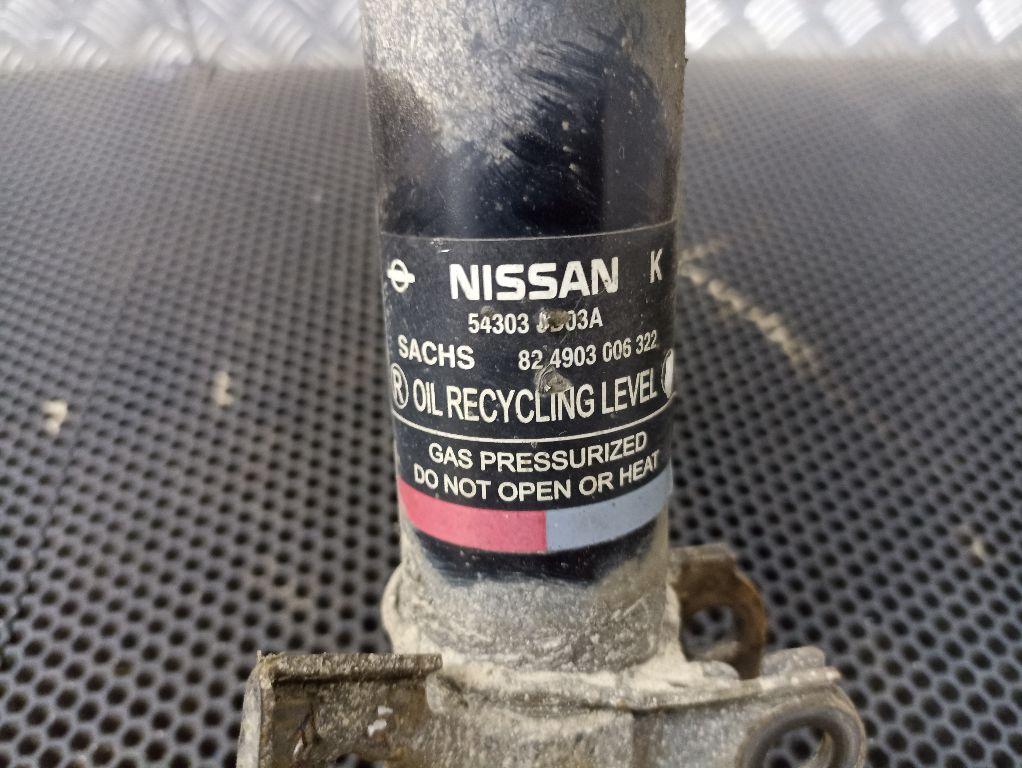 NISSAN K
54303
SACHS 82 4903 006 322
R OIL RECYCLING LEVEL
GAS PRESSURIZED
DO NOT OPEN OR HEAT